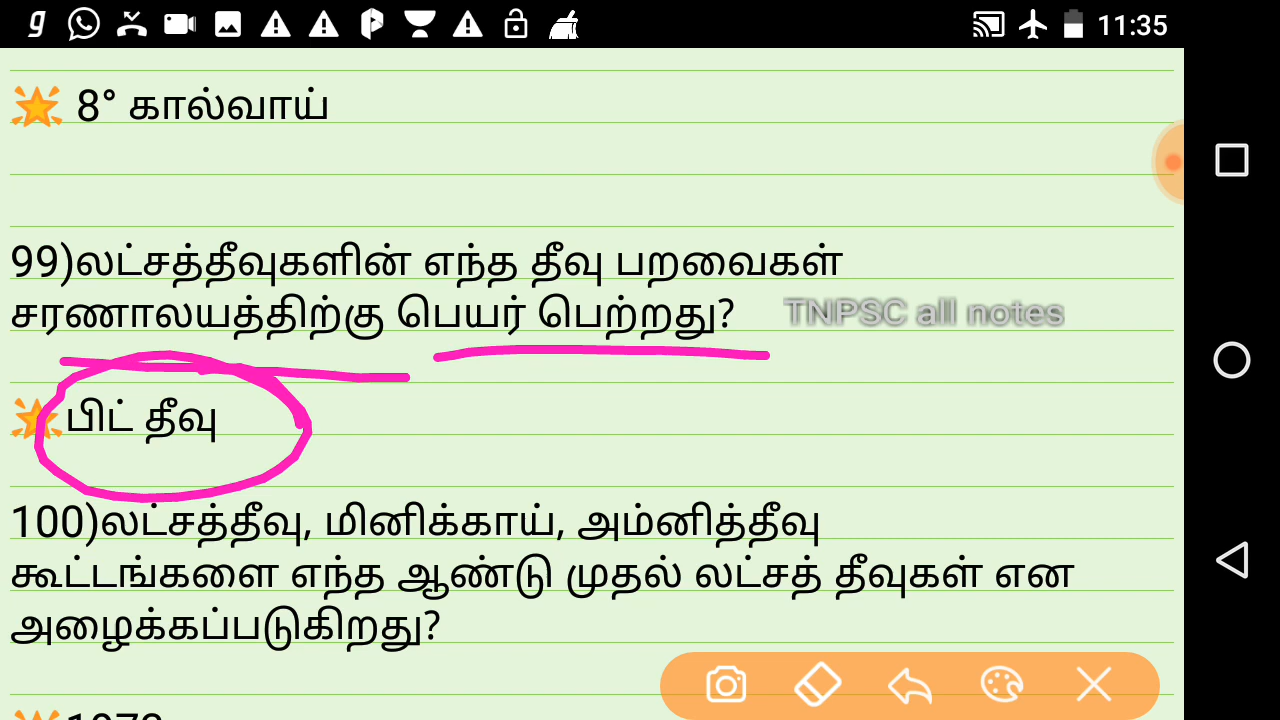 11:35
🌟 8° கால்வாய்
99)லட்சத்தீவுகளின் எந்த தீவு பறவைகள்
சரணாலயத்திற்கு பெயர் பெற்றது?
TNPSC all notes
🌟பிட் தீவு
100)லட்சத்தீவு, மினிக்காய், அம்னித்தீவு
கூட்டங்களை எந்த ஆண்டு முதல் லட்சத் தீவுகள் என
அழைக்கப்படுகிறது?